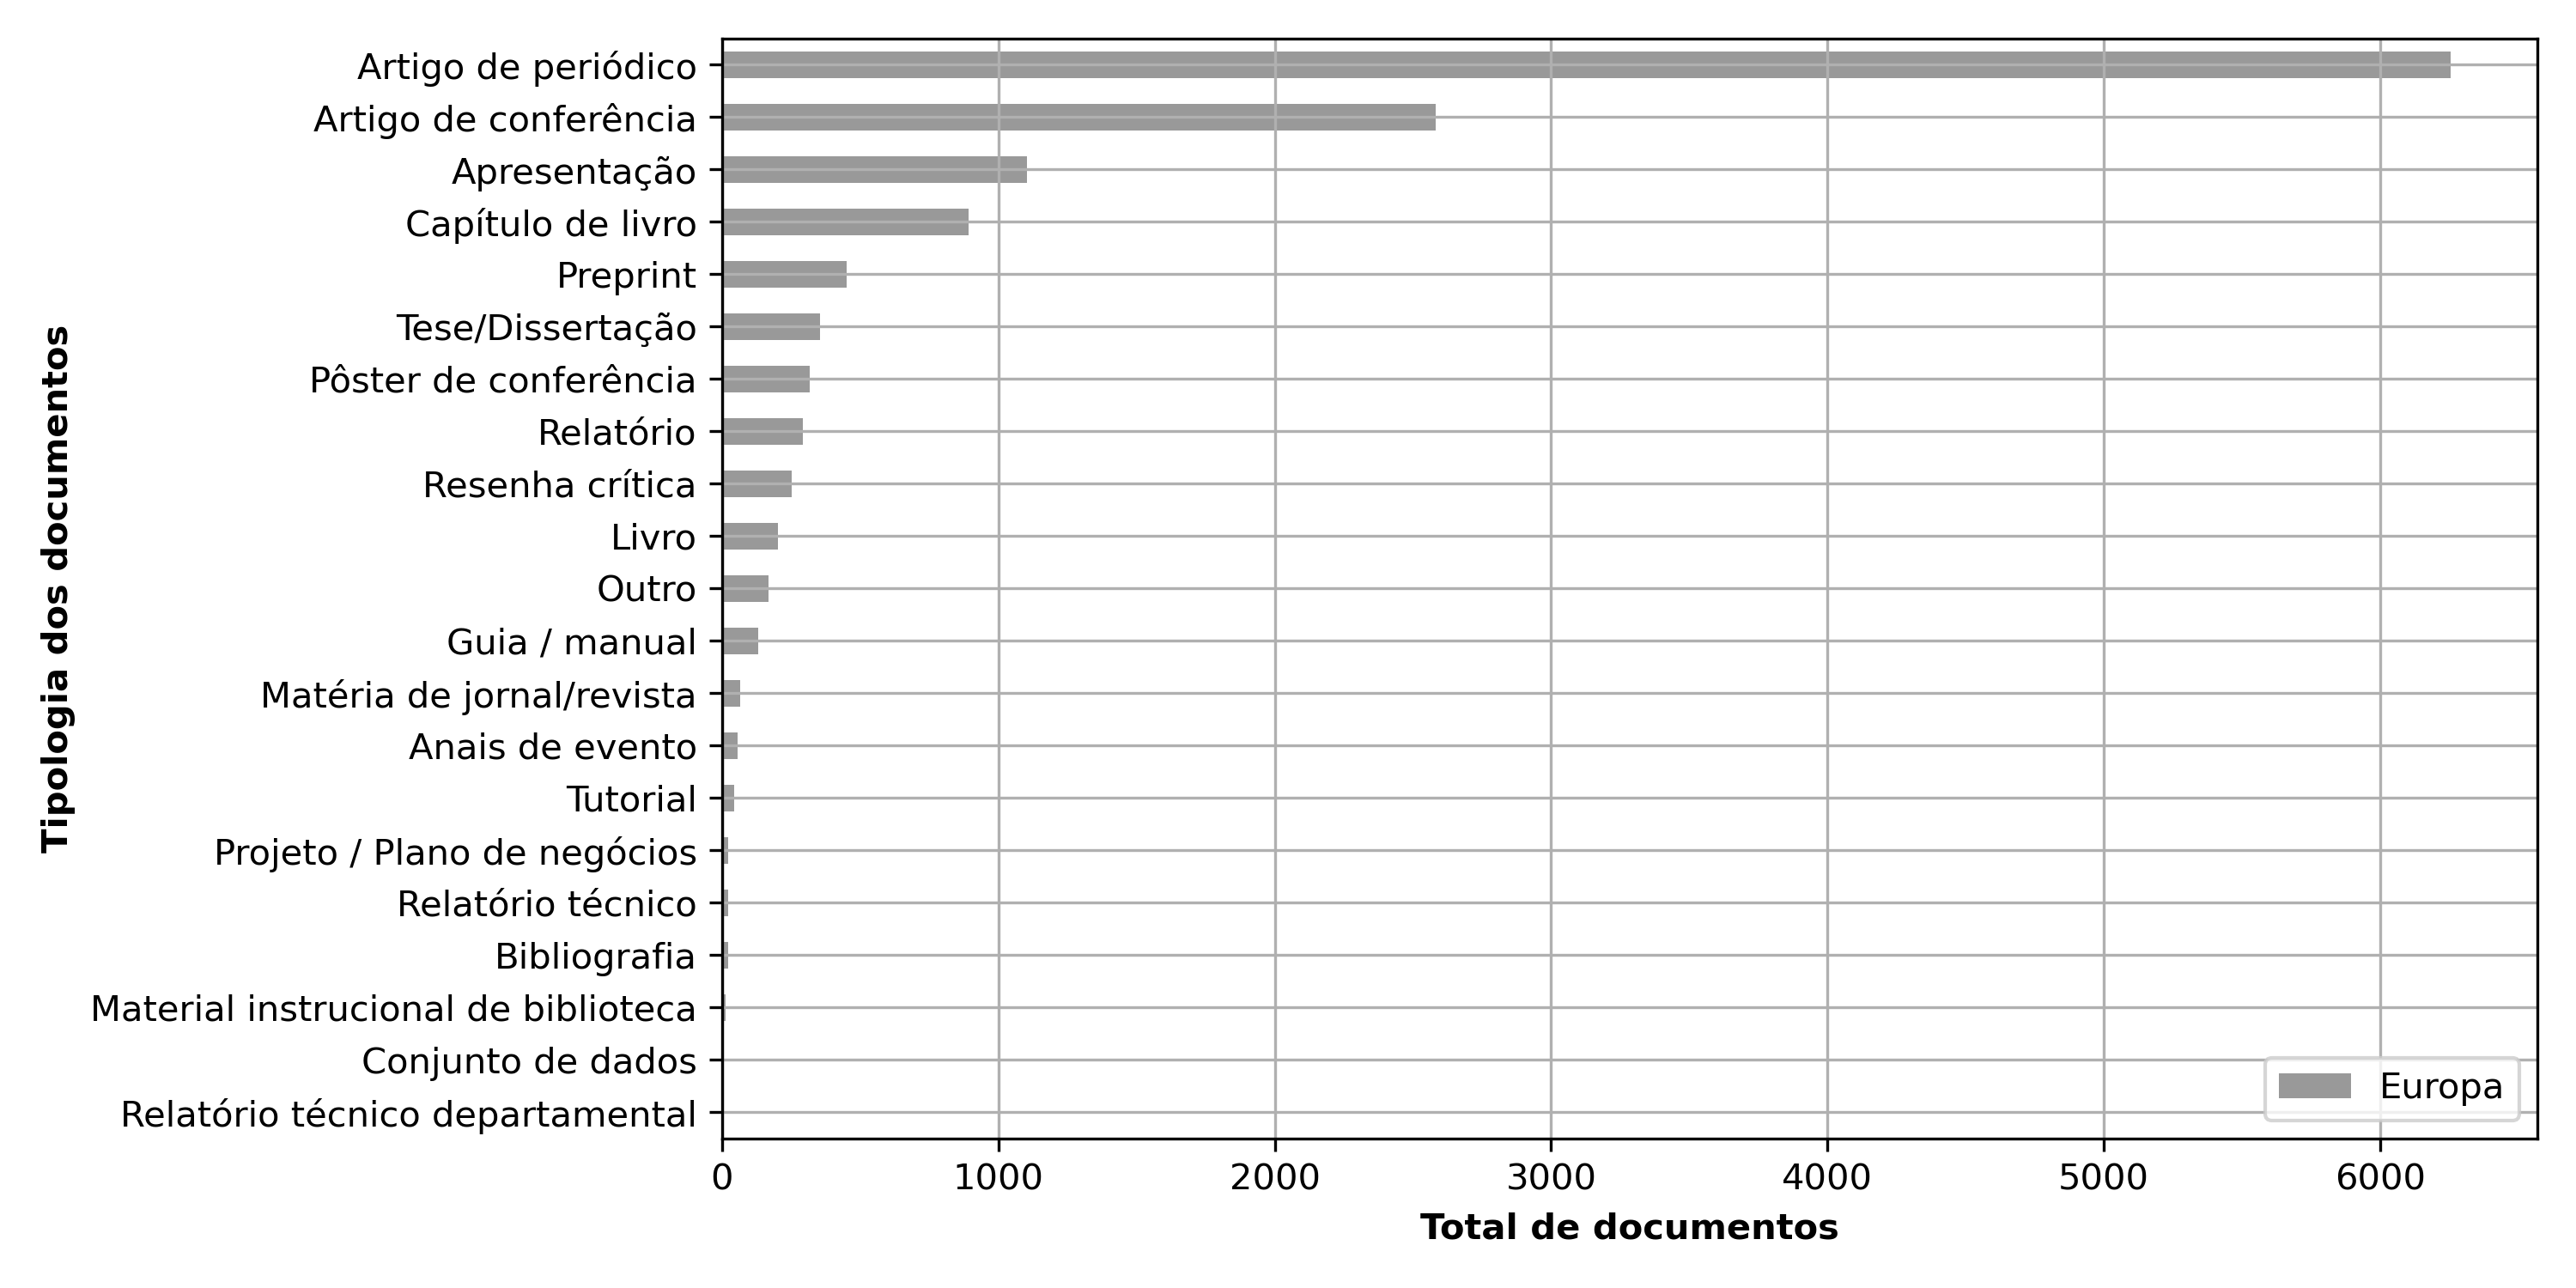 Tipologia dos documentos
Artigo de periódico
Artigo de conferência
Apresentação
Capítulo de livro
Preprint
Tese/Dissertação
Pôster de conferência
Relatório
Resenha crítica
Livro
Outro
Guia / manual
Matéria de jornal/revista
Anais de evento
Tutorial
Projeto / Plano de negócios
Relatório técnico
Bibliografia
Material instrucional de biblioteca
Conjunto de dados
Relatório técnico departamental
Europa
0 1000 2000 3000 4000 5000 6000
Total de documentos